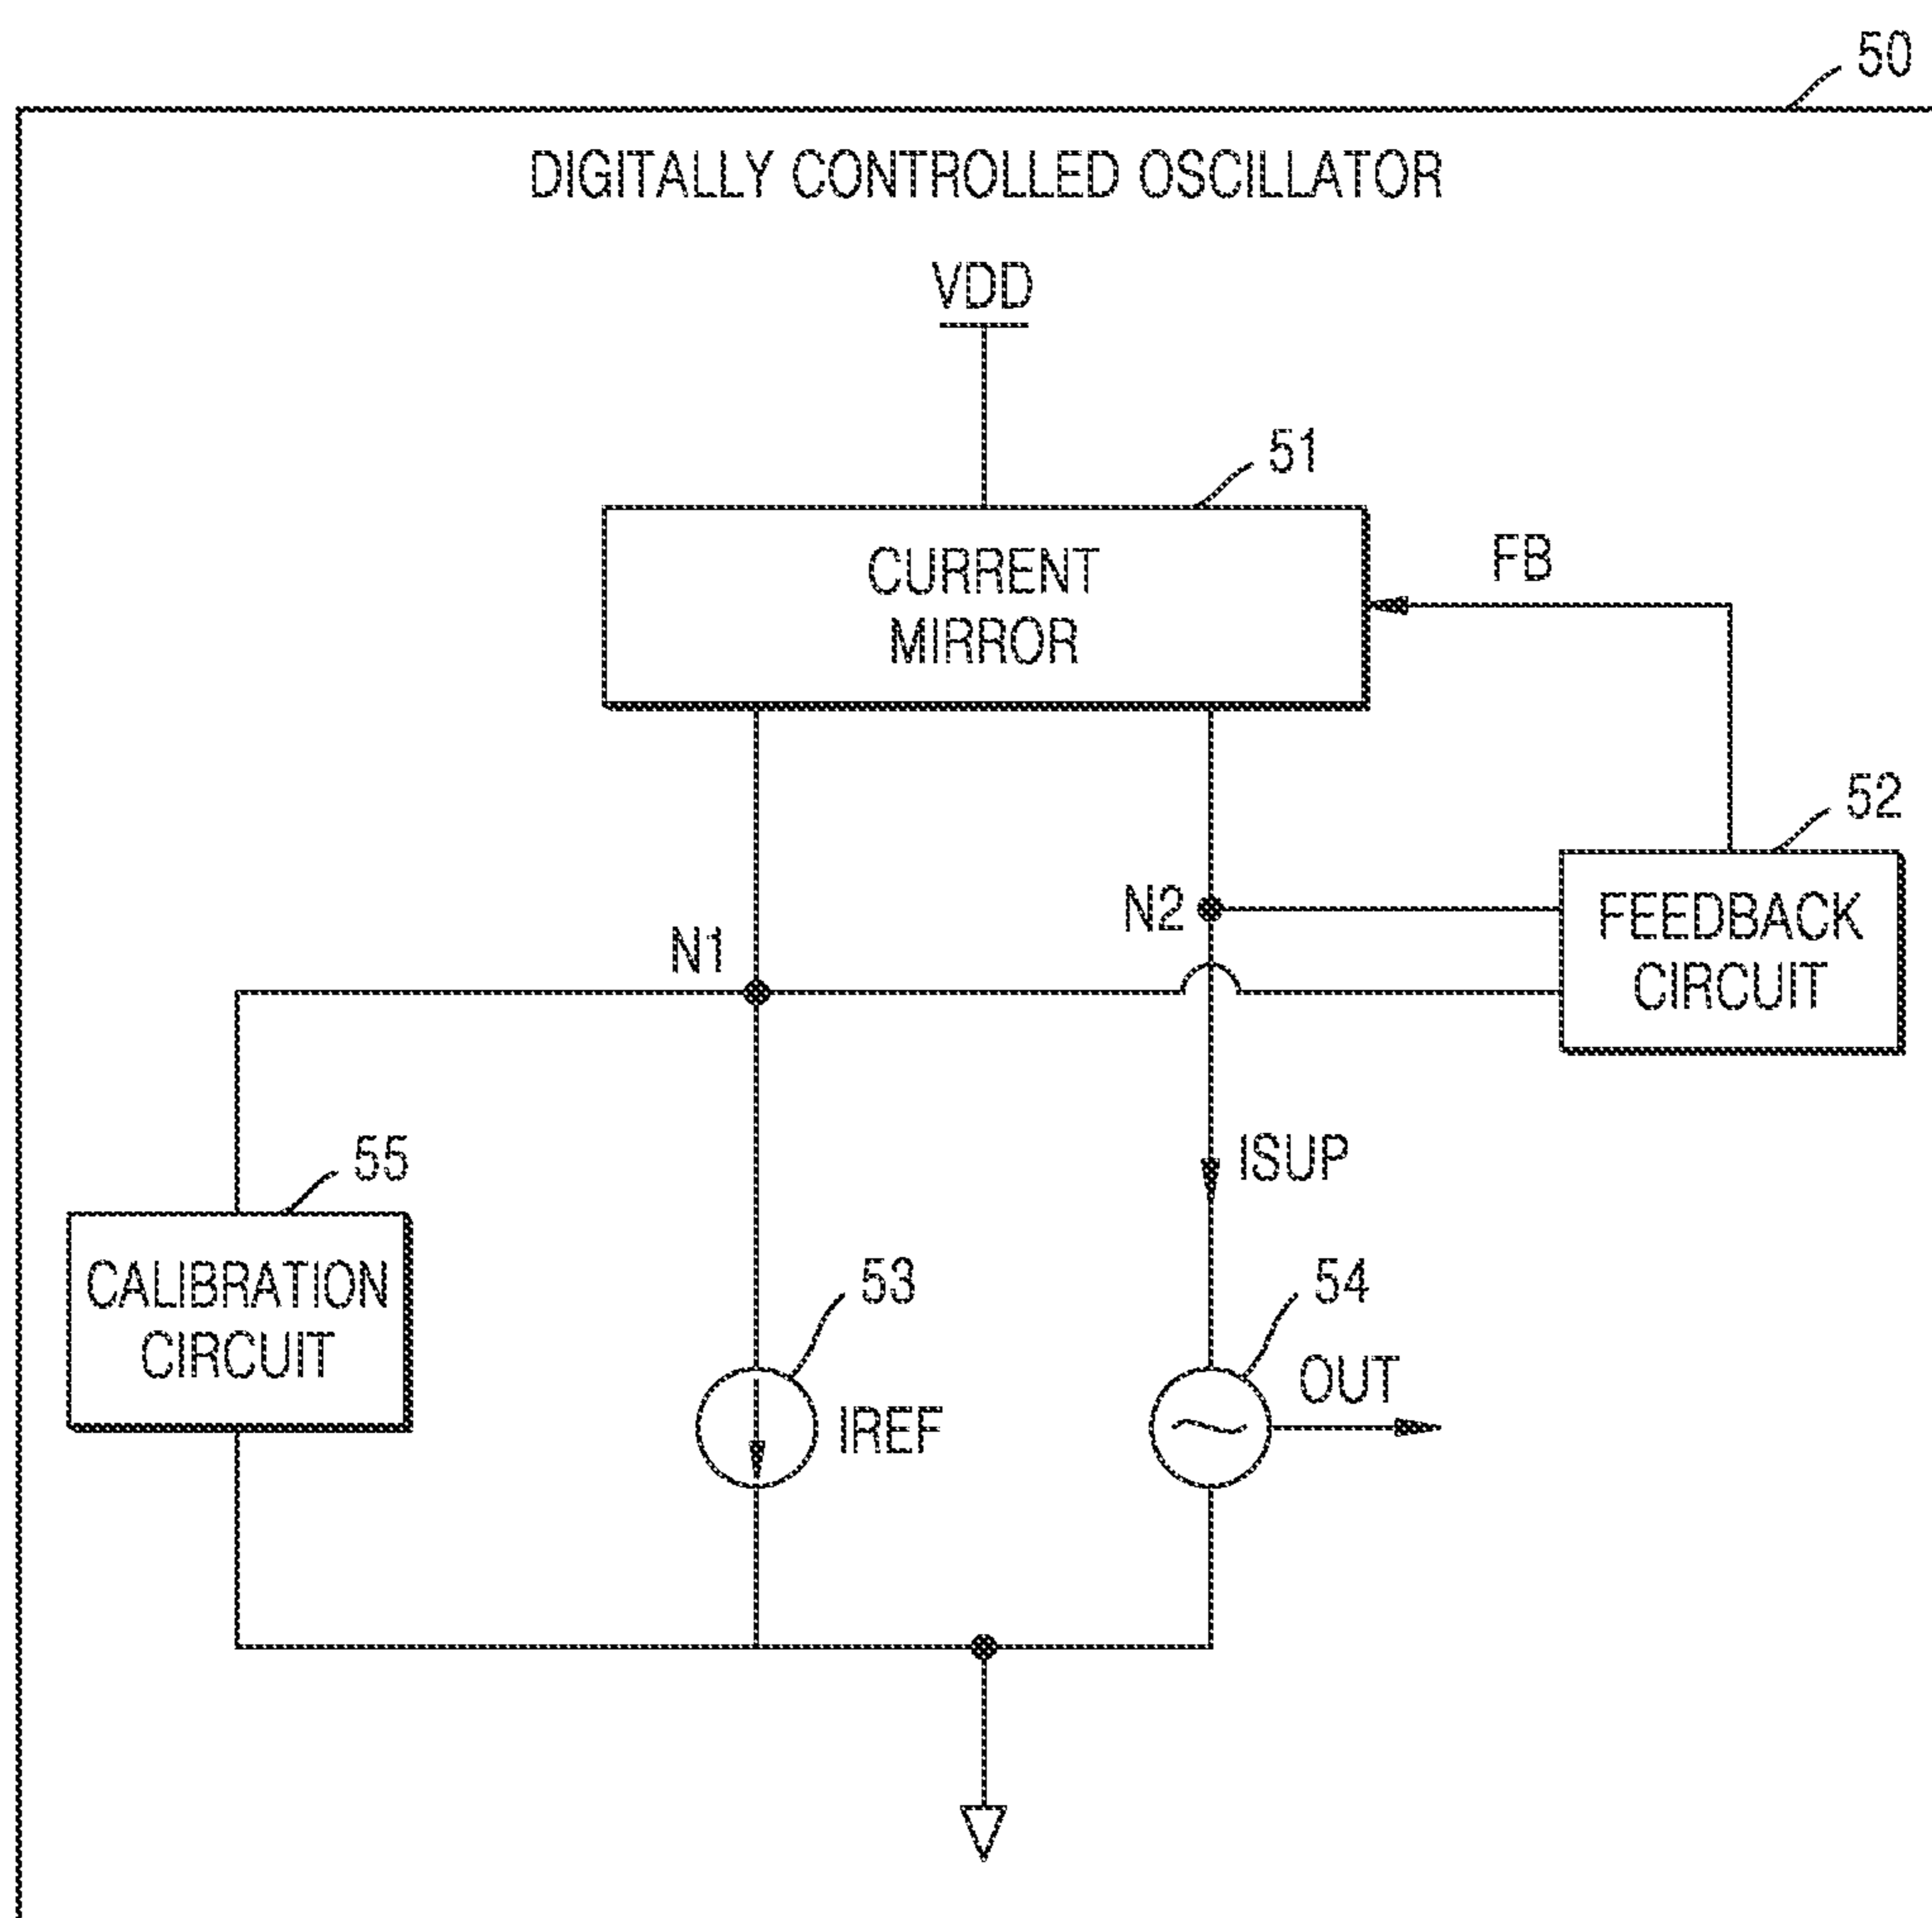 50
DIGITALLY CONTROLLED OSCILLATOR
VDD
51
CURRENT
MIRROR
FB
52
FEEDBACK
CIRCUIT
N2
N1
ISUP
55
CALIBRATION
CIRCUIT
53
IREF
54
OUT